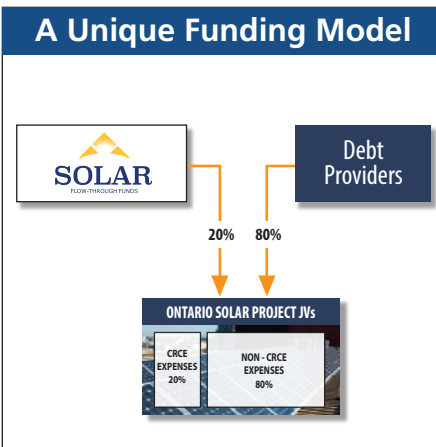 A Unique Funding Model
SOLAR
FLOW-THROUGH FUNDS
Debt
Providers
20% 80%
ONTARIO SOLAR PROJECT JVs
CRCE
EXPENSES
20%
NON - CRCE
EXPENSES
80%